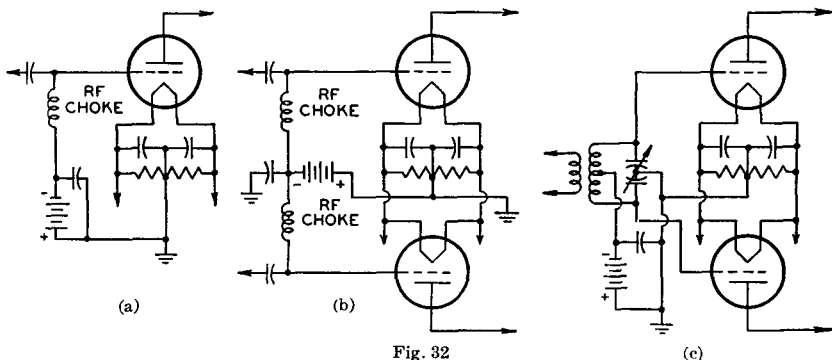 RF
CHOKE
-
+
(a)
RF
CHOKE
- +
RF
CHOKE
(b)
-
+
(c)
Fig. 32